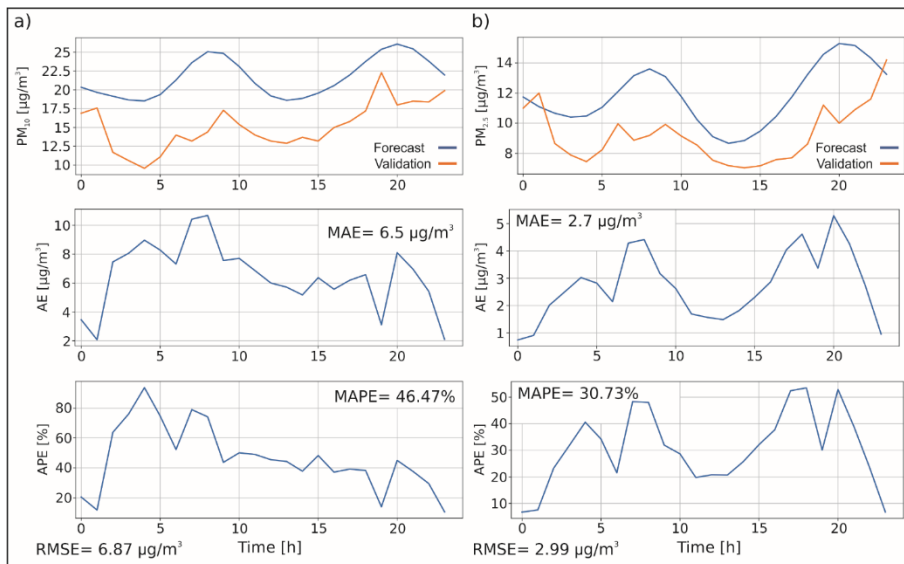 a)
PM₁₀ [µg/m³]
25
22.5
20
17.5
15
12.5
10
Forecast
Validation
0 5 10 15 20
AE [µg/m³]
10
8
6
4
2
MAE= 6.5 µg/m³
0 5 10 15 20
APE [%]
80
60
40
20
MAPE= 46.47%
0 5 10 15 20
RMSE= 6.87 µg/m³
Time [h]
b)
PM₂.₅ [µg/m³]
14
12
10
8
Forecast
Validation
0 5 10 15 20
AE [µg/m³]
5
4
3
2
1
MAE= 2.7 µg/m³
0 5 10 15 20
APE [%]
50
40
30
20
10
MAPE= 30.73%
0 5 10 15 20
RMSE= 2.99 µg/m³
Time [h]